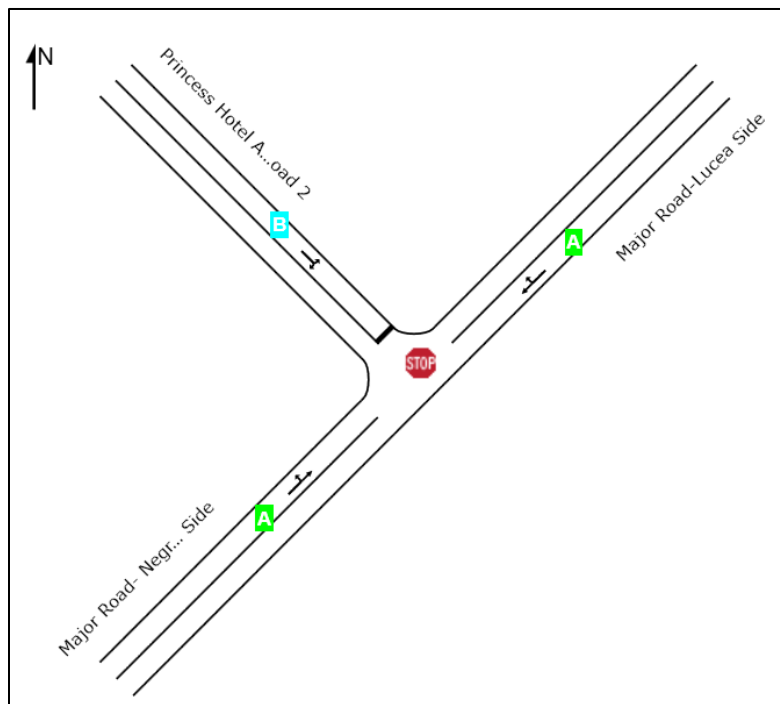 N
Princess Hotel A...oad 2
B
Major Road-Lucea Side
A
STOP
A
Major Road- Negr... Side